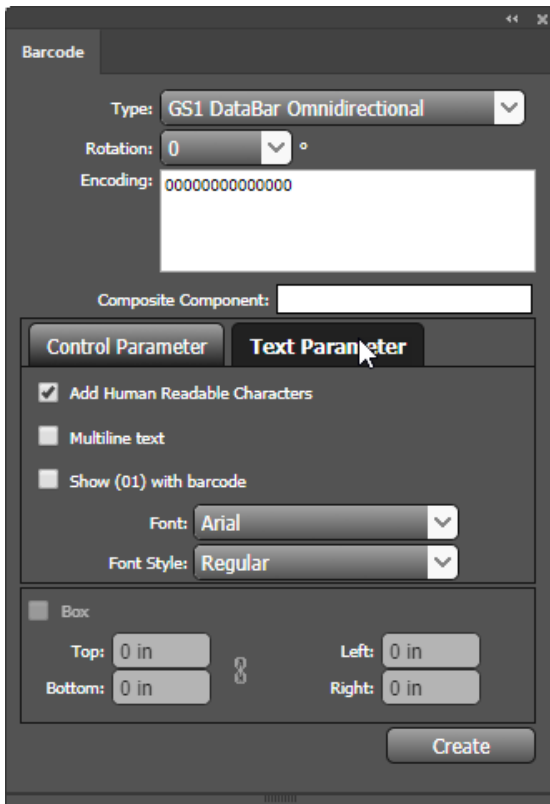 Barcode
Type: GS1 DataBar Omnidirectional
Rotation: 0 °
Encoding: 00000000000000
Composite Component:
Control Parameter Text Parameter
Add Human Readable Characters
Multiline text
Show (01) with barcode
Font: Arial
Font Style: Regular
Box
Top: 0 in Left: 0 in
Bottom: 0 in Right: 0 in
Create